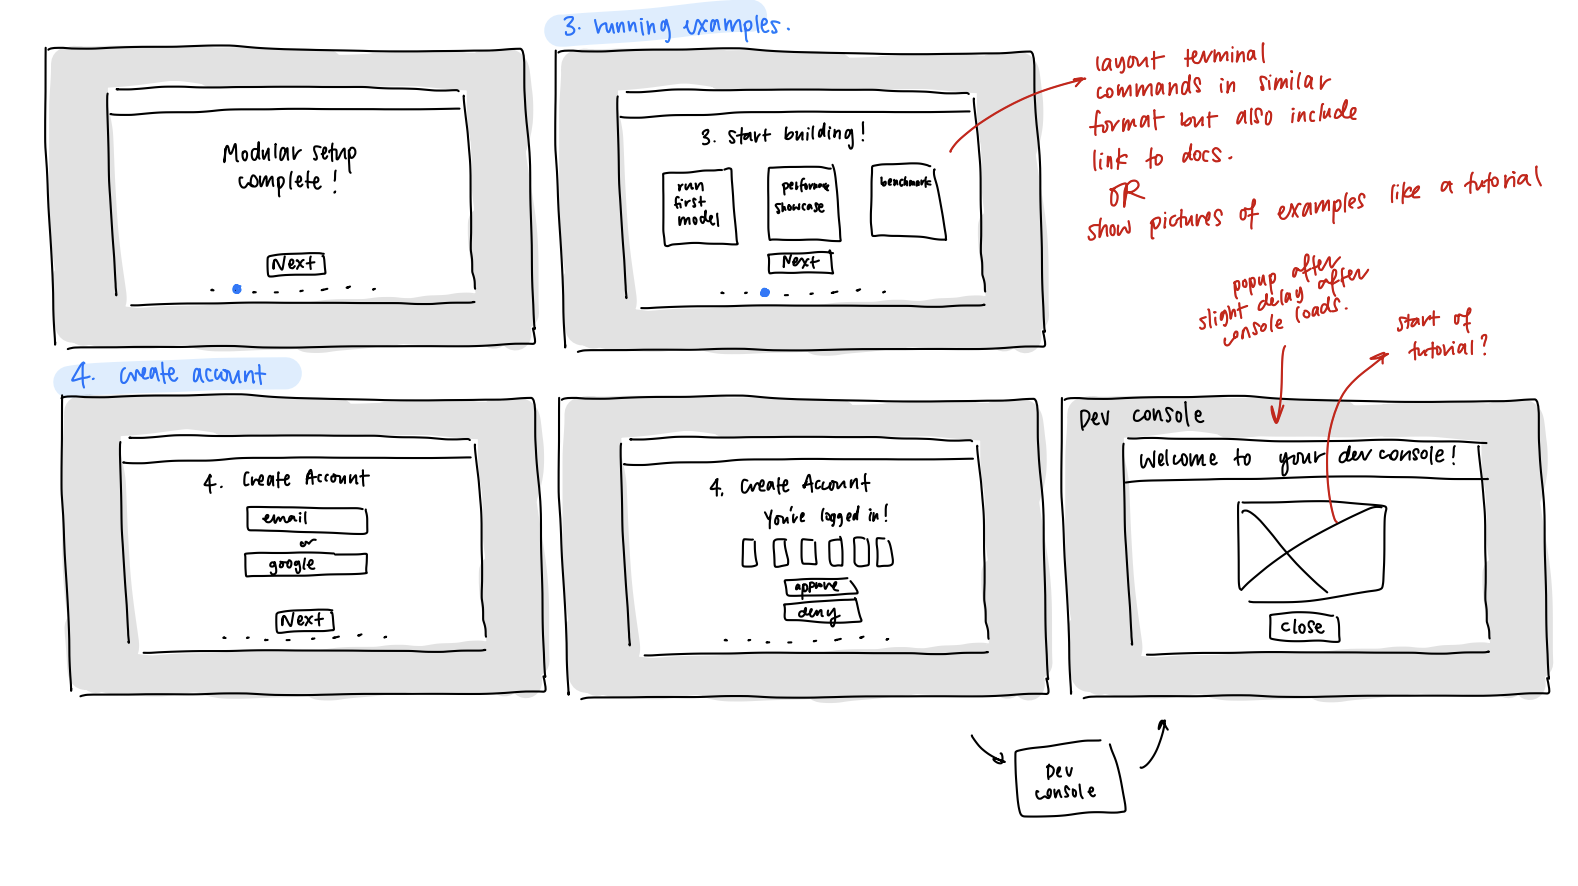 3. running examples.
Modular setup
complete!
Next
3. start building!
run
first
model
performance
showcase
benchmark
Next
layout terminal
commands in similar
format but also include
link to docs.
OR
show pictures of examples like a tutorial
popup after
slight delay after
console loads.
start of
tutorial?
4. create account
4. Create Account
email
or
google
Next
4. Create Account
You've logged in!
approve
deny
Dev console
Welcome to your dev console!
close
Dev
console